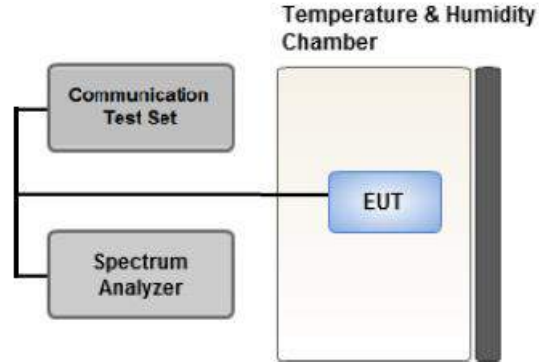 Temperature & Humidity
Chamber
Communication
Test Set
EUT
Spectrum
Analyzer